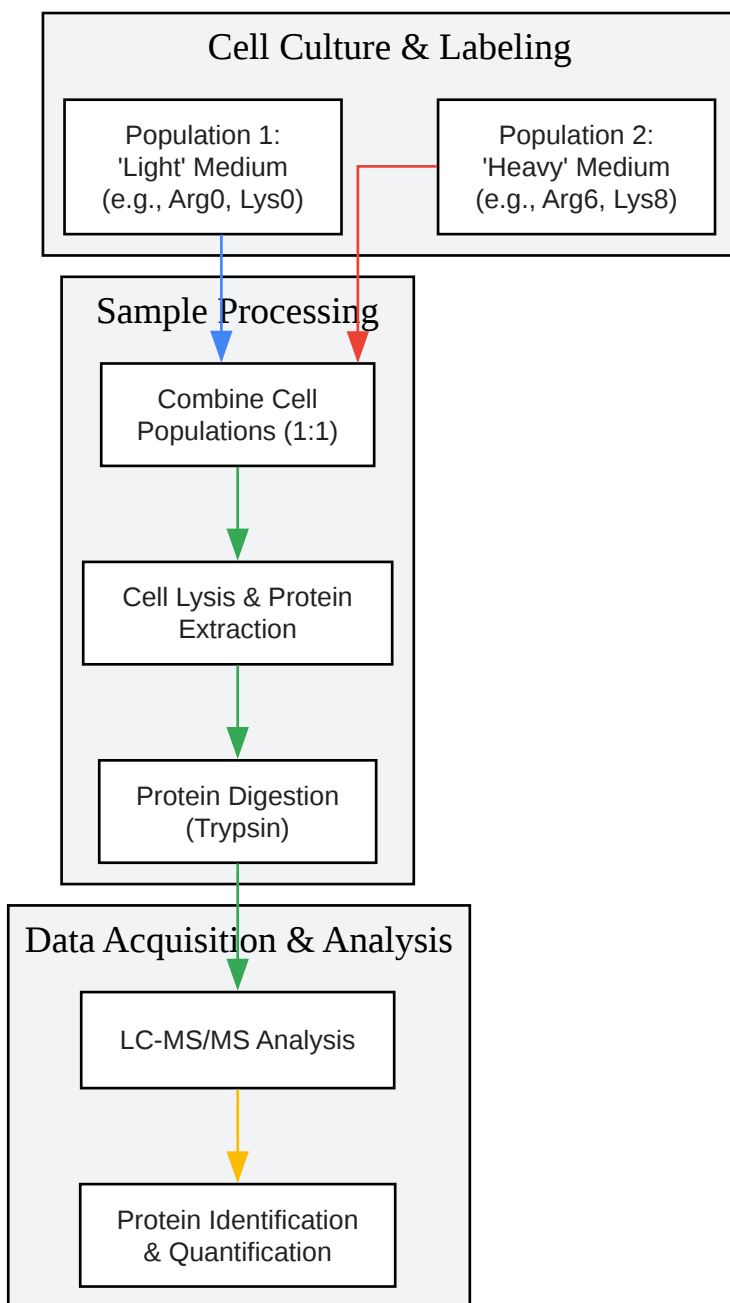 Cell Culture & Labeling
Population 1:
'Light' Medium
(e.g., Arg0, Lys0)
Population 2:
'Heavy' Medium
(e.g., Arg6, Lys8)
Sample Processing
Combine Cell
Populations (1:1)
Cell Lysis & Protein
Extraction
Protein Digestion
(Trypsin)
Data Acquisition & Analysis
LC-MS/MS Analysis
Protein Identification
& Quantification